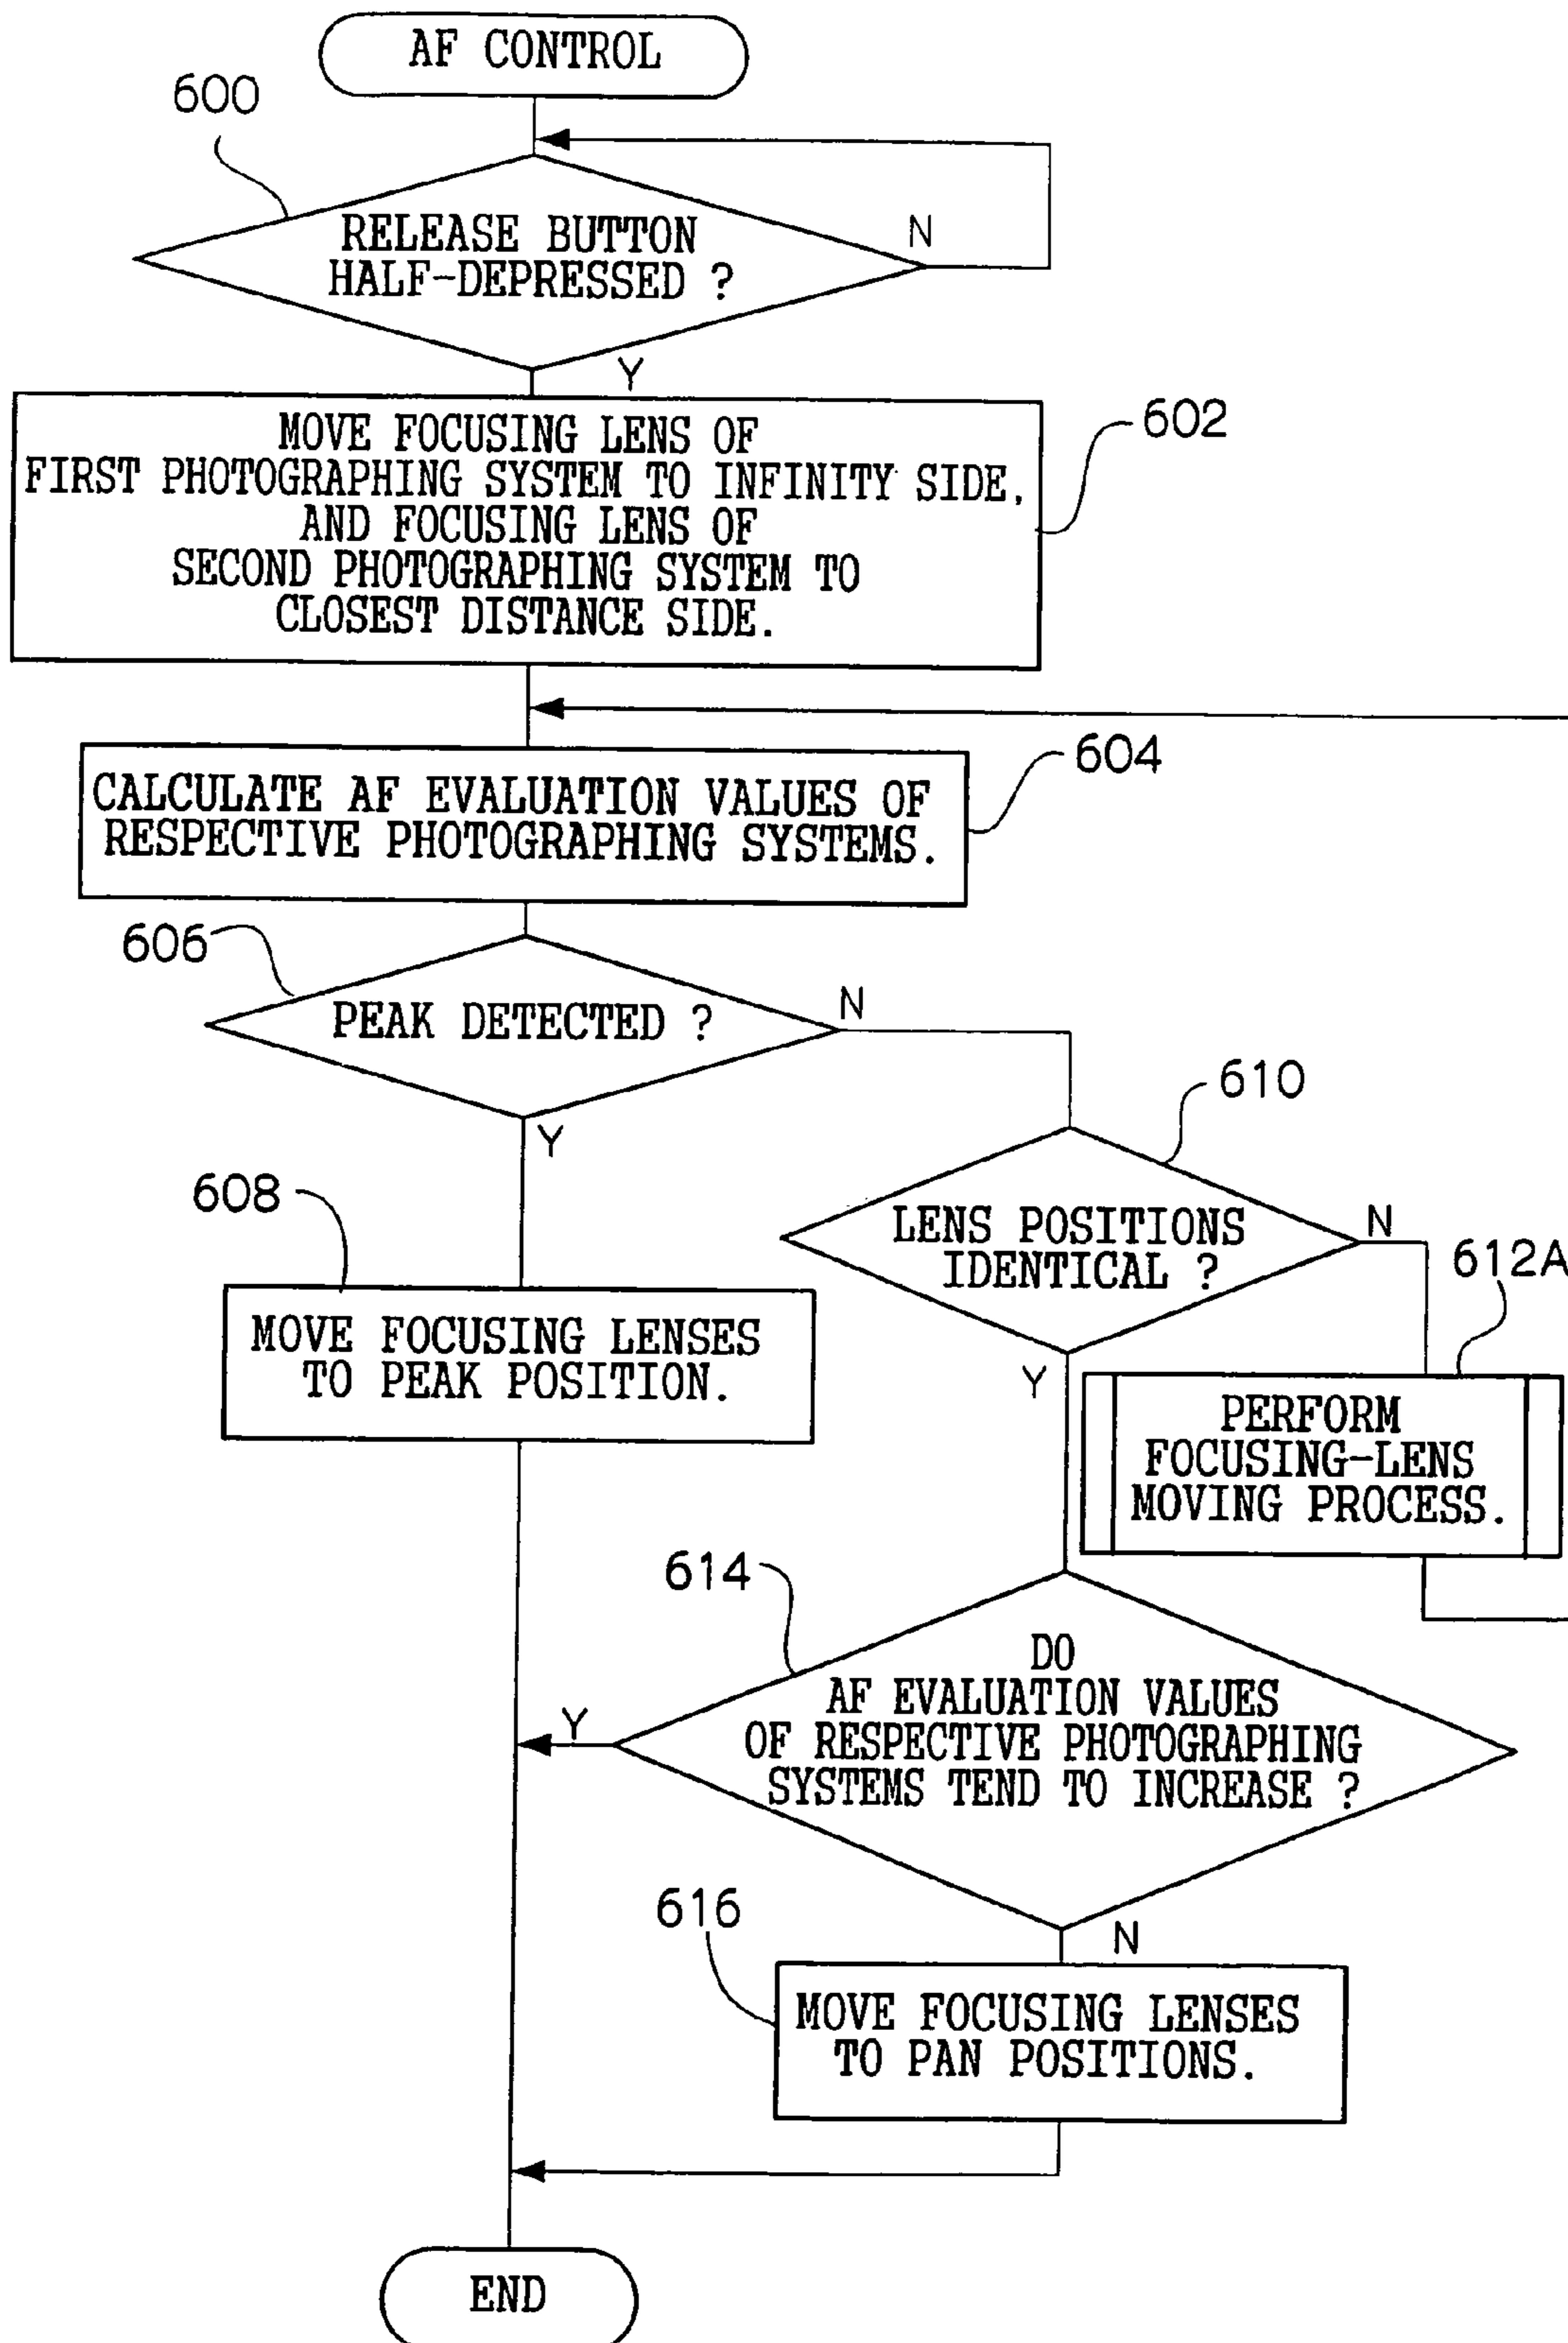 AF CONTROL
600
RELEASE BUTTON
HALF-DEPRESSED ?
N
Y
MOVE FOCUSING LENS OF
FIRST PHOTOGRAPHING SYSTEM TO INFINITY SIDE,
AND FOCUSING LENS OF
SECOND PHOTOGRAPHING SYSTEM TO
CLOSEST DISTANCE SIDE.
602
CALCULATE AF EVALUATION VALUES OF
RESPECTIVE PHOTOGRAPHING SYSTEMS.
604
606
PEAK DETECTED ?
N
Y
610
LENS POSITIONS
IDENTICAL ?
N
Y
608
MOVE FOCUSING LENSES
TO PEAK POSITION.
612A
PERFORM
FOCUSING-LENS
MOVING PROCESS.
614
DO
AF EVALUATION VALUES
OF RESPECTIVE PHOTOGRAPHING
SYSTEMS TEND TO INCREASE ?
Y
N
616
MOVE FOCUSING LENSES
TO PAN POSITIONS.
END